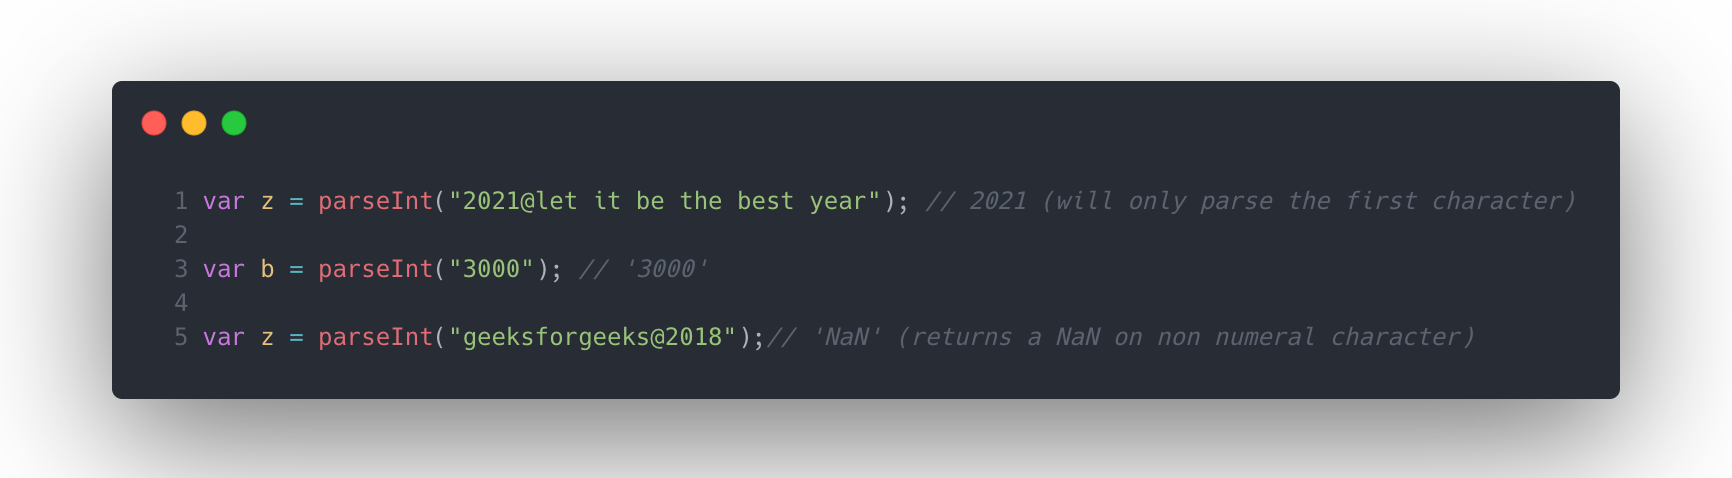 1 var z = parseInt("2021@let it be the best year"); // 2021 (will only parse the first character)
2
3 var b = parseInt("3000"); // '3000'
4
5 var z = parseInt("geeksforgeeks@2018");// 'NaN' (returns a NaN on non numeral character)